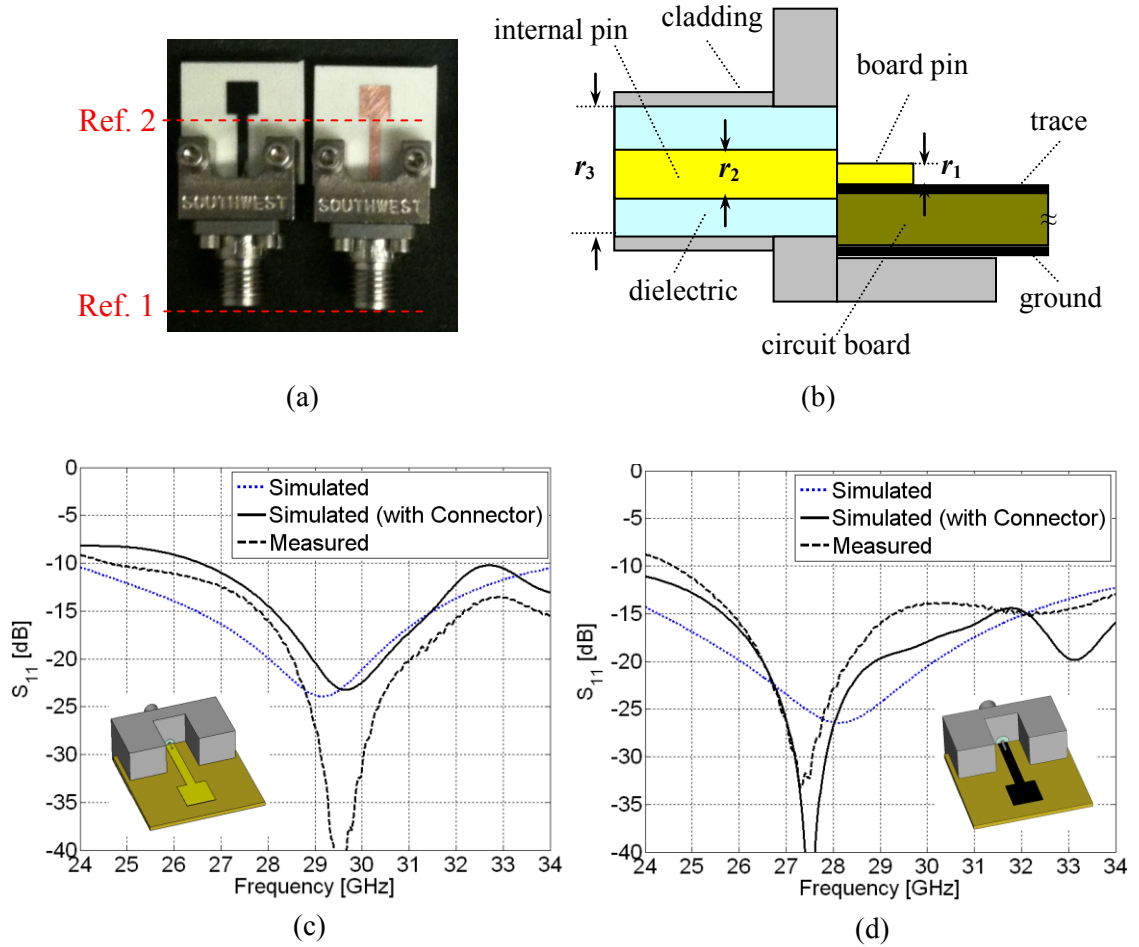 Ref. 2
Ref. 1
SOUTHWEST
SOUTHWEST
(a)
internal pin
cladding
board pin
trace
r3
r2
r1
≈
dielectric
ground
circuit board
(b)
0
-5
-10
-15
-20
-25
-30
-35
-40
S11 [dB]
Simulated
Simulated (with Connector)
Measured
24 25 26 27 28 29 30 31 32 33 34
Frequency [GHz]
(c)
0
-5
-10
-15
-20
-25
-30
-35
-40
S11 [dB]
Simulated
Simulated (with Connector)
Measured
24 25 26 27 28 29 30 31 32 33 34
Frequency [GHz]
(d)